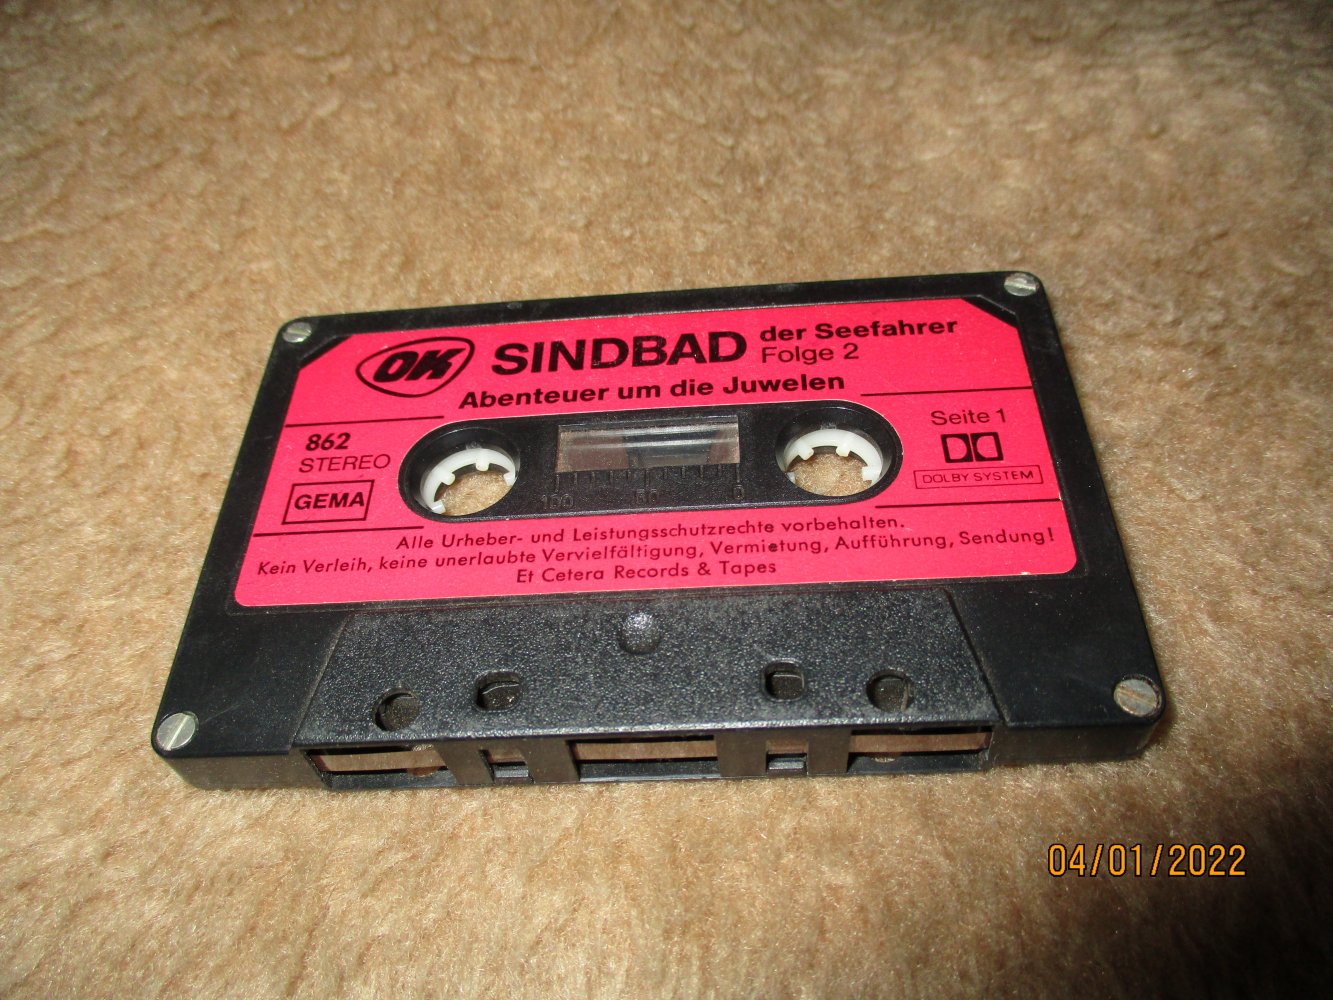 OK
SINDBAD der Seefahrer
Folge 2
Abenteuer um die Juwelen
862
STEREO
GEMA
Seite 1
DOLBY SYSTEM
100 50 0
Alle Urheber- und Leistungsschutzrechte vorbehalten.
Kein Verleih, keine unerlaubte Vervielfältigung, Vermietung, Aufführung, Sendung!
Et Cetera Records & Tapes
04/01/2022